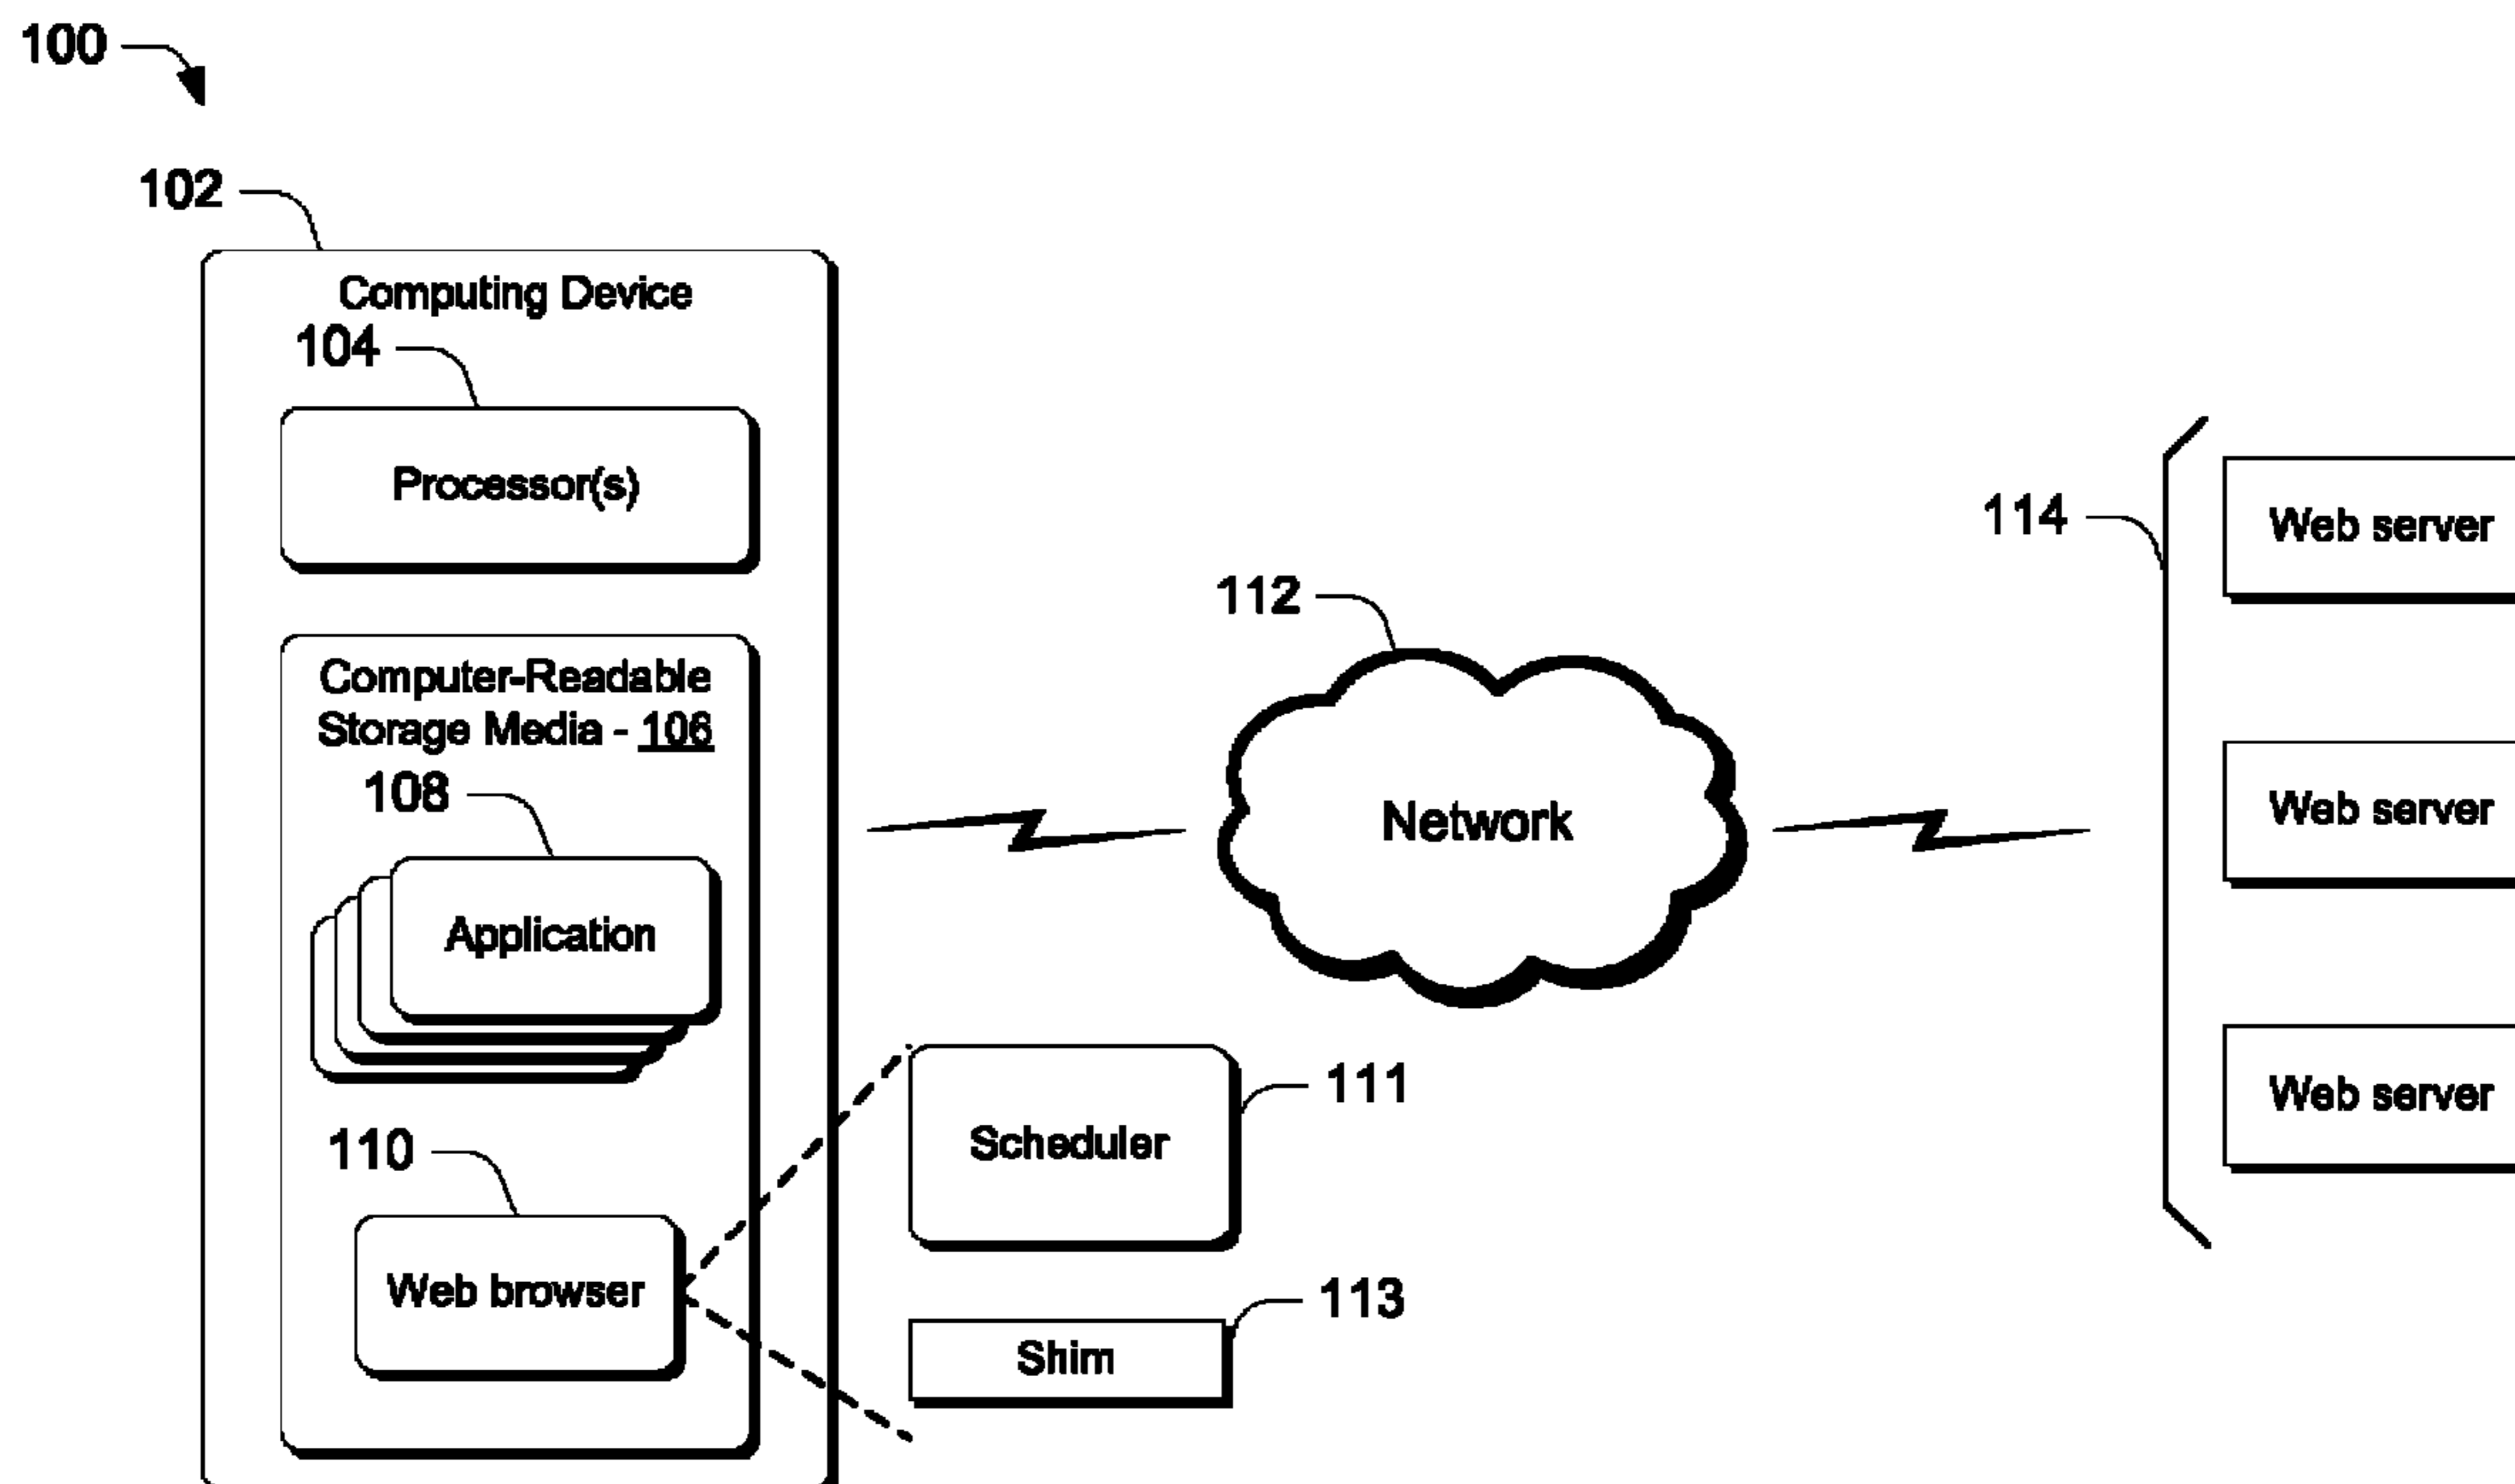 100
102
Computing Device
104
Processor(s)
Computer-Readable
Storage Media - 106
108
Application
110
Web browser
112
Network
111
Scheduler
113
Shim
114
Web server
Web server
Web server